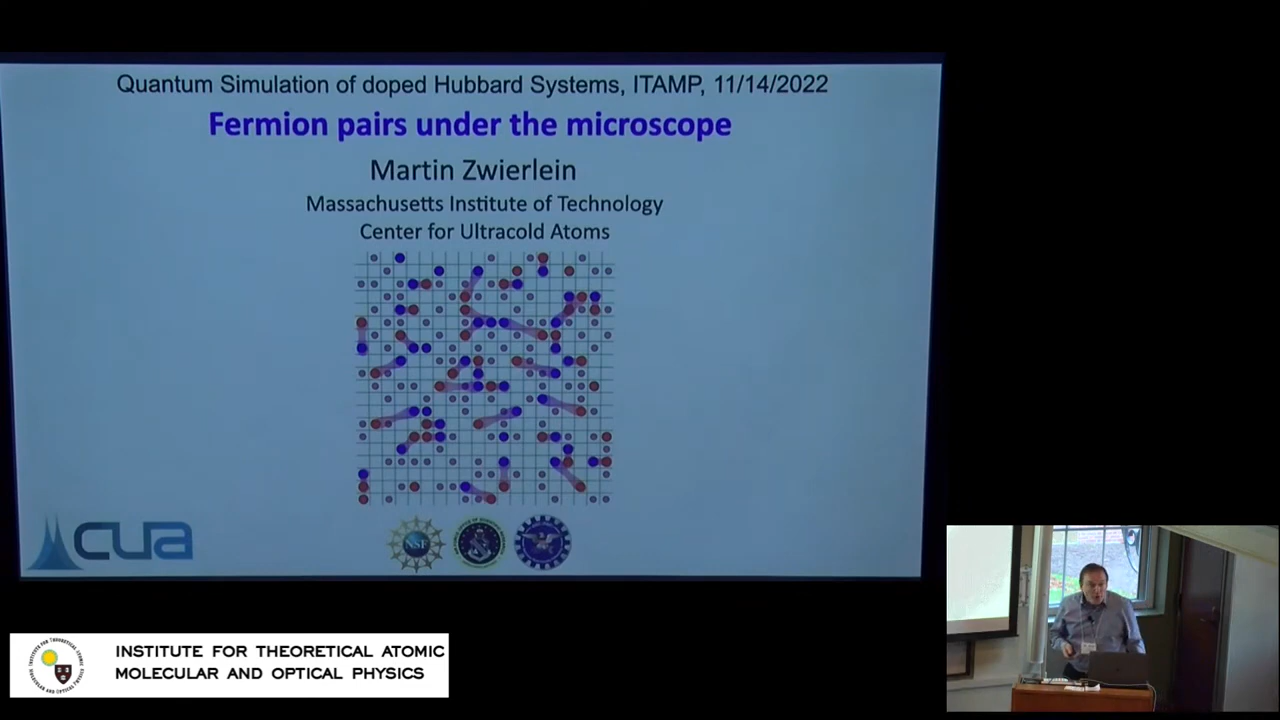 Quantum Simulation of doped Hubbard Systems, ITAMP, 11/14/2022
Fermion pairs under the microscope
Martin Zwierlein
Massachusetts Institute of Technology
Center for Ultracold Atoms
CUA
NSF
INSTITUTE FOR THEORETICAL ATOMIC
MOLECULAR AND OPTICAL PHYSICS